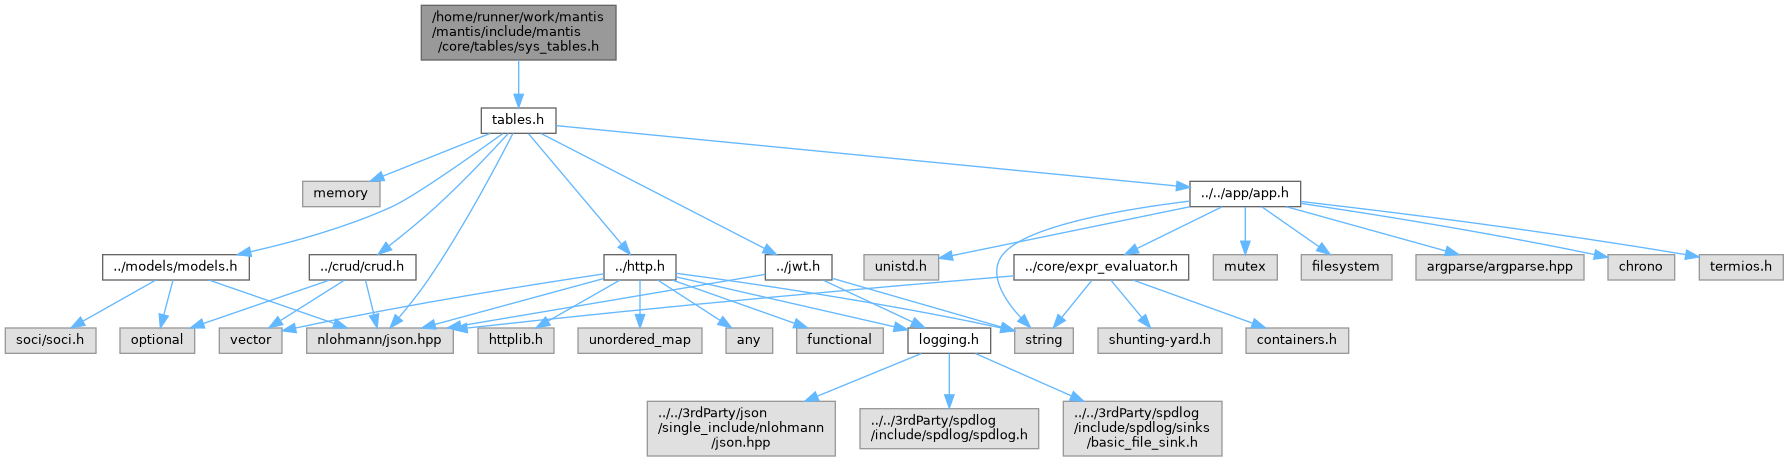 /home/runner/work/mantis
/mantis/include/mantis
/core/tables/sys_tables.h
tables.h
memory
../../app/app.h
../models/models.h
../crud/crud.h
../http.h
../jwt.h
unistd.h
../core/expr_evaluator.h
mutex
filesystem
argparse/argparse.hpp
chrono
termios.h
soci/soci.h
optional
vector
nlohmann/json.hpp
httplib.h
unordered_map
any
functional
logging.h
string
shunting-yard.h
containers.h
../../3rdParty/json
/single_include/nlohmann
/json.hpp
../../3rdParty/spdlog
/include/spdlog/spdlog.h
../../3rdParty/spdlog
/include/spdlog/sinks
/basic_file_sink.h